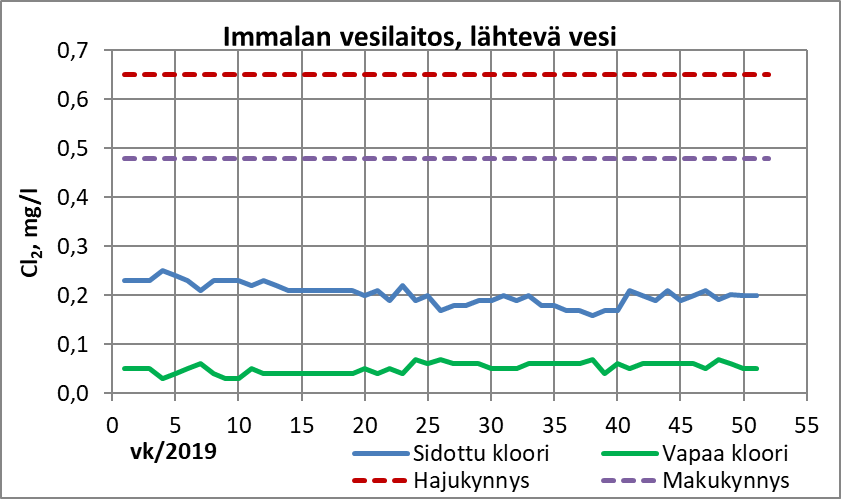 Immalan vesilaitos, lähtevä vesi
0,7
0,6
0,5
0,4
0,3
0,2
0,1
0,0
Cl2, mg/l
0 5 10 15 20 25 30 35 40 45 50 55
vk/2019
Sidottu kloori Vapaa kloori
Hajukynnys Makukynnys